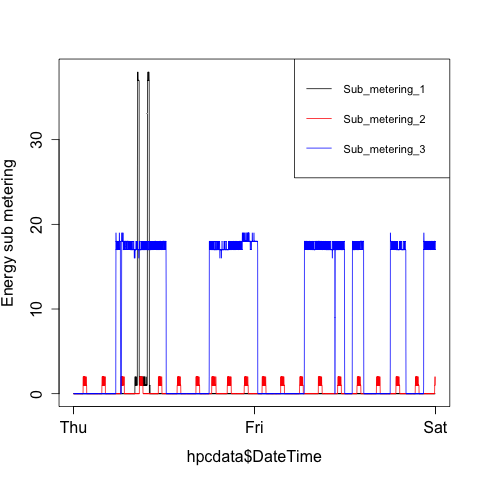 Sub_metering_1
Sub_metering_2
Sub_metering_3
Energy sub metering
30
20
10
0
Thu
Fri
Sat
hpcdata$DateTime